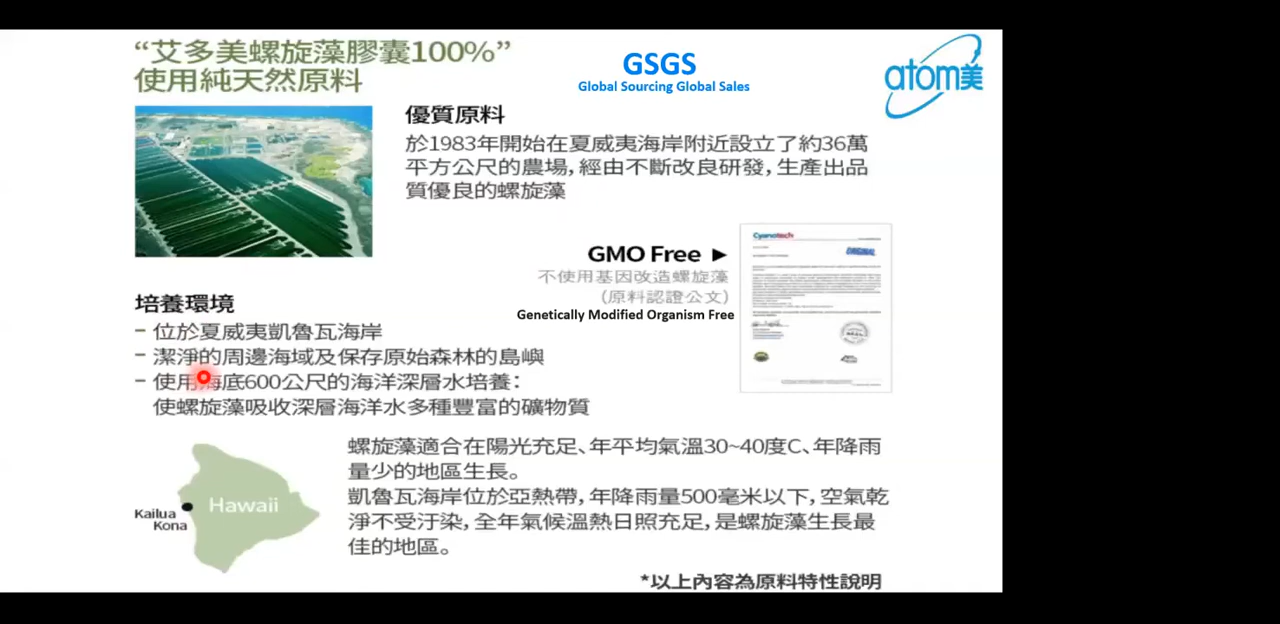 “艾多美螺旋藻膠囊100%”
使用純天然原料
GSGS
Global Sourcing Global Sales
atom美
優質原料
於1983年開始在夏威夷海岸附近設立了約36萬
平方公尺的農場，經由不斷改良研發，生產出品
質優良的螺旋藻
GMO Free ►
不使用基因改造螺旋藻
(原料認證公文)
Genetically Modified Organism Free
Cyanotech
ORIGINAL
培養環境
- 位於夏威夷凱魯瓦海岸
- 潔淨的周邊海域及保存原始森林的島嶼
- 使用海底600公尺的海洋深層水培養：
使螺旋藻吸收深層海洋水多種豐富的礦物質
Hawaii
Kailua
Kona
螺旋藻適合在陽光充足、年平均氣溫30~40度C、年降雨
量少的地區生長。
凱魯瓦海岸位於亞熱帶，年降雨量500毫米以下，空氣乾
淨不受汙染，全年氣候溫熱日照充足，是螺旋藻生長最
佳的地區。
*以上內容為原料特性說明